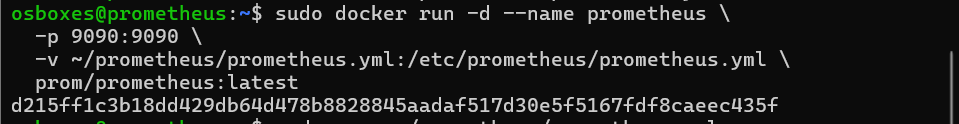 osboxes@prometheus:~$ sudo docker run -d --name prometheus \
-p 9090:9090 \
-v ~/prometheus/prometheus.yml:/etc/prometheus/prometheus.yml \
prom/prometheus:latest
d215ff1c3b18dd429db64d478b8828845aadaf517d30e5f5167fdf8caeec435f